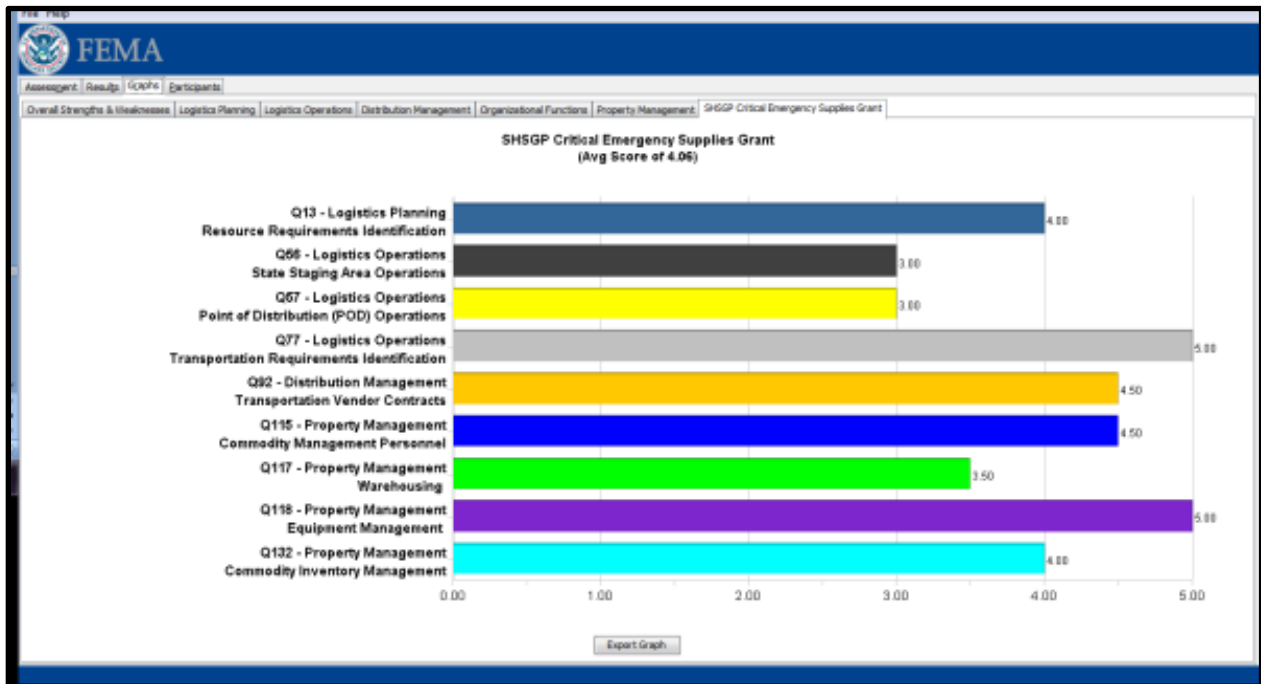 File Help
FEMA
Assessment Results Graphs Participants
Overall Strengths & Weaknesses Logistics Planning Logistics Operations Distribution Management Organizational Functions Property Management SHSGP Critical Emergency Supplies Grant
SHSGP Critical Emergency Supplies Grant
(Avg Score of 4.06)
Q13 - Logistics Planning
Resource Requirements Identification
4.00
Q56 - Logistics Operations
State Staging Area Operations
3.00
Q57 - Logistics Operations
Point of Distribution (POD) Operations
3.00
Q77 - Logistics Operations
Transportation Requirements Identification
5.00
Q92 - Distribution Management
Transportation Vendor Contracts
4.50
Q115 - Property Management
Commodity Management Personnel
4.50
Q117 - Property Management
Warehousing
3.50
Q118 - Property Management
Equipment Management
5.00
Q132 - Property Management
Commodity Inventory Management
4.00
0.00 1.00 2.00 3.00 4.00 5.00
Export Graph